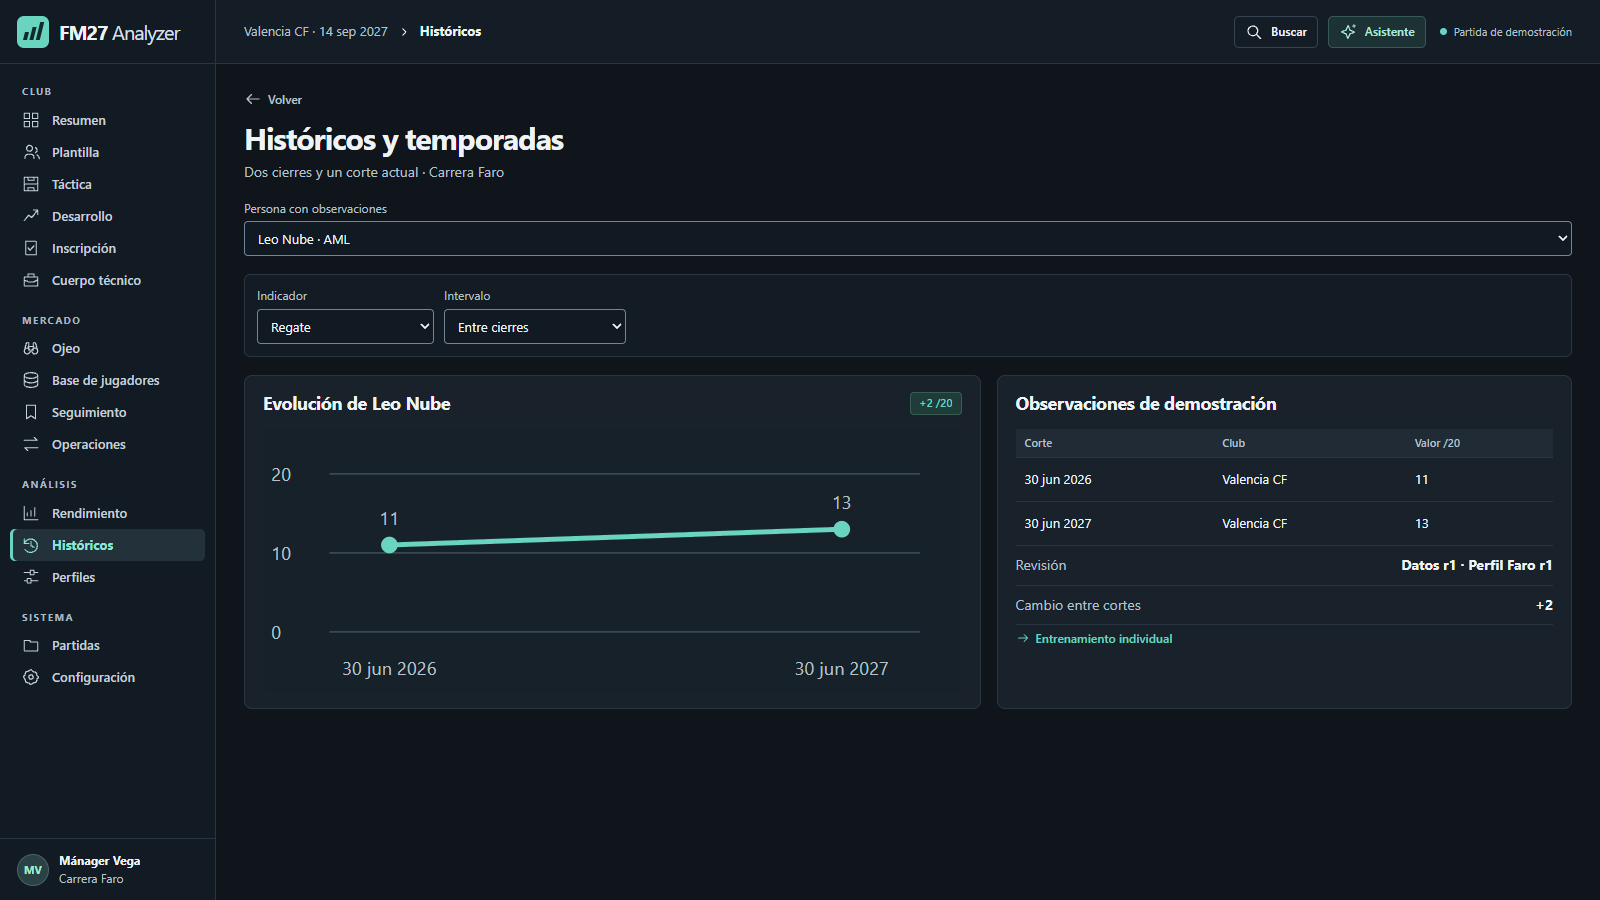 FM27 Analyzer
CLUB
Resumen
Plantilla
Táctica
Desarrollo
Inscripción
Cuerpo técnico
MERCADO
Ojeo
Base de jugadores
Seguimiento
Operaciones
ANÁLISIS
Rendimiento
Históricos
Perfiles
SISTEMA
Partidas
Configuración
MV
Mánager Vega
Carrera Faro
Valencia CF · 14 sep 2027 > Históricos
Buscar
Asistente
Partida de demostración
Volver
Históricos y temporadas
Dos cierres y un corte actual · Carrera Faro
Persona con observaciones
Leo Nube · AML
Indicador
Regate
Intervalo
Entre cierres
Evolución de Leo Nube
+2 /20
20
10
0
11
13
30 jun 2026
30 jun 2027
Observaciones de demostración
Corte Club Valor /20
30 jun 2026 Valencia CF 11
30 jun 2027 Valencia CF 13
Revisión Datos r1 · Perfil Faro r1
Cambio entre cortes +2
Entrenamiento individual